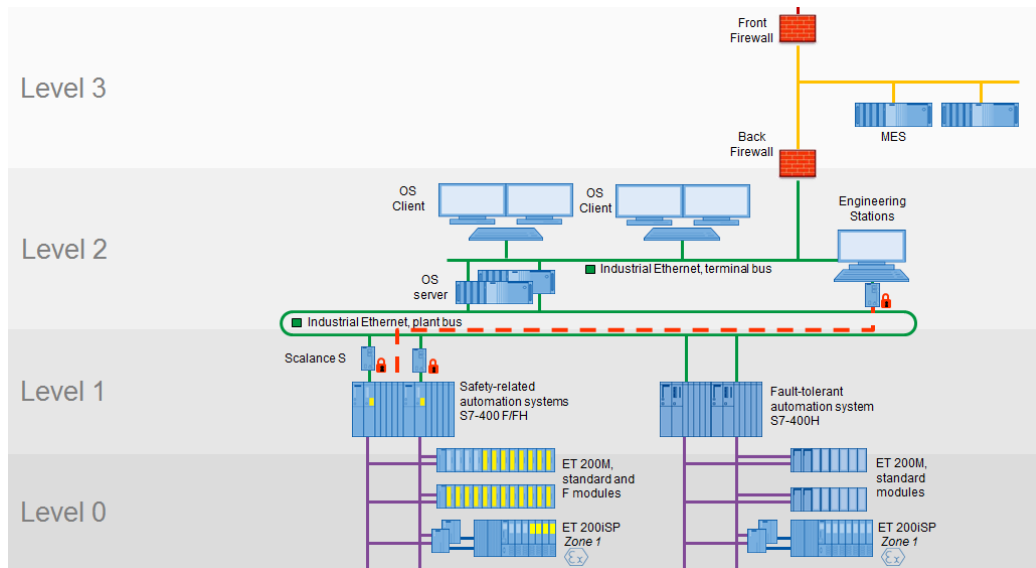 Front
Firewall
Level 3
MES
Back
Firewall
OS
Client
OS
Client
Engineering
Stations
Level 2
Industrial Ethernet, terminal bus
OS
server
Industrial Ethernet, plant bus
Scalance S
Level 1
Safety-related
automation systems
S7-400 F/FH
Fault-tolerant
automation system
S7-400H
ET 200M,
standard and
F modules
ET 200M,
standard
modules
Level 0
ET 200iSP
Zone 1
εx
ET 200iSP
Zone 1
εx